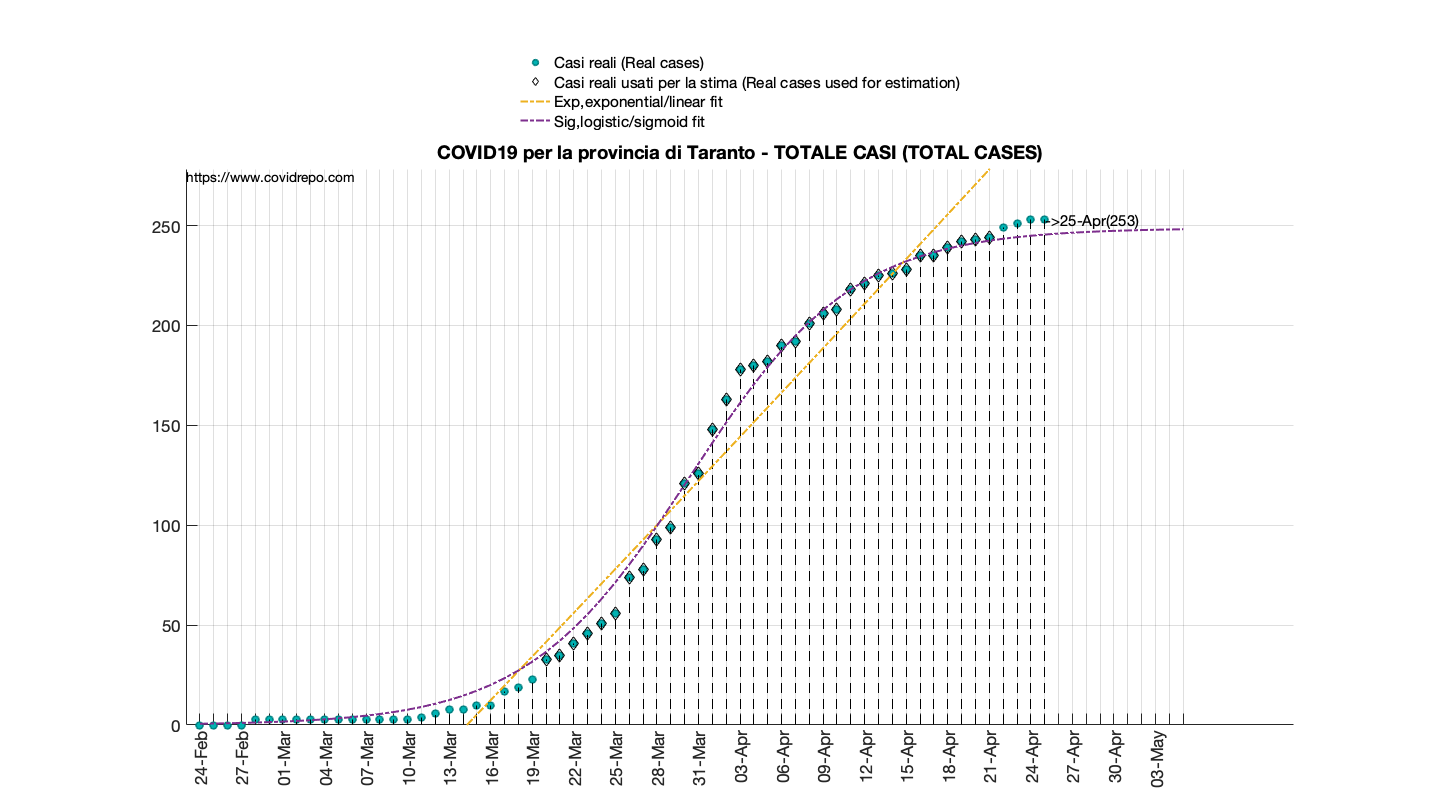 Casi reali (Real cases)
Casi reali usati per la stima (Real cases used for estimation)
Exp,exponential/linear fit
Sig,logistic/sigmoid fit
COVID19 per la provincia di Taranto - TOTALE CASI (TOTAL CASES)
https://www.covidrepo.com
250
200
150
100
50
0
->25-Apr(253)
24-Feb
27-Feb
01-Mar
04-Mar
07-Mar
10-Mar
13-Mar
16-Mar
19-Mar
22-Mar
25-Mar
28-Mar
31-Mar
03-Apr
06-Apr
09-Apr
12-Apr
15-Apr
18-Apr
21-Apr
24-Apr
27-Apr
30-Apr
03-May